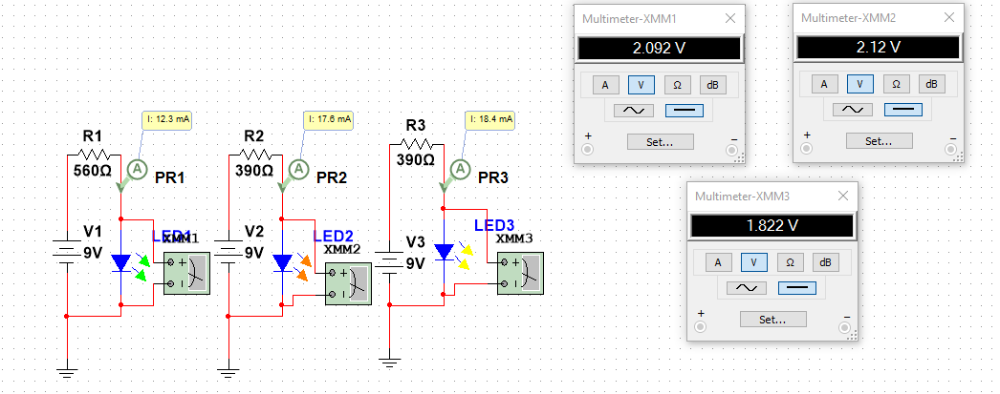 Multimeter-XMM1
2.092 V
A V Ω dB
+
Set...
−
Multimeter-XMM2
2.12 V
A V Ω dB
+
Set...
−
I: 12.3 mA
I: 17.6 mA
I: 18.4 mA
R1
560Ω
A
PR1
V1
9V
LED1
XMM1
+
−
R2
390Ω
A
PR2
V2
9V
LED2
XMM2
+
−
R3
390Ω
A
PR3
V3
9V
LED3
XMM3
+
−
Multimeter-XMM3
1.822 V
A V Ω dB
+
Set...
−